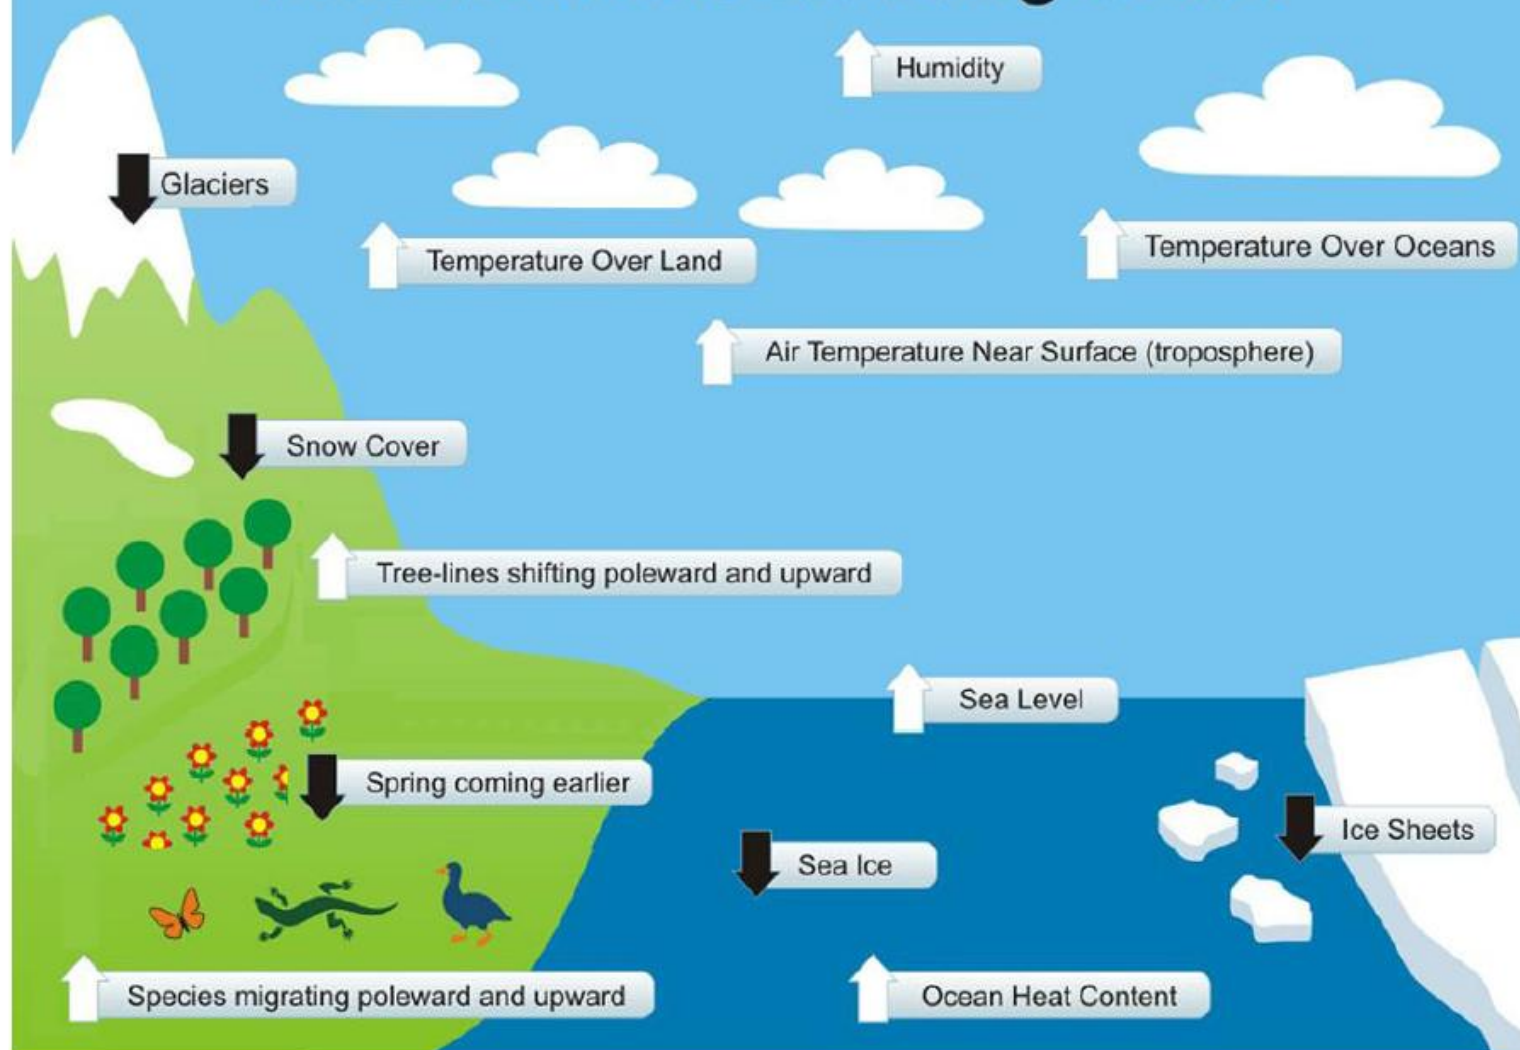 Humidity
Glaciers
Temperature Over Land
Temperature Over Oceans
Air Temperature Near Surface (troposphere)
Snow Cover
Tree-lines shifting poleward and upward
Sea Level
Spring coming earlier
Ice Sheets
Sea Ice
Species migrating poleward and upward
Ocean Heat Content